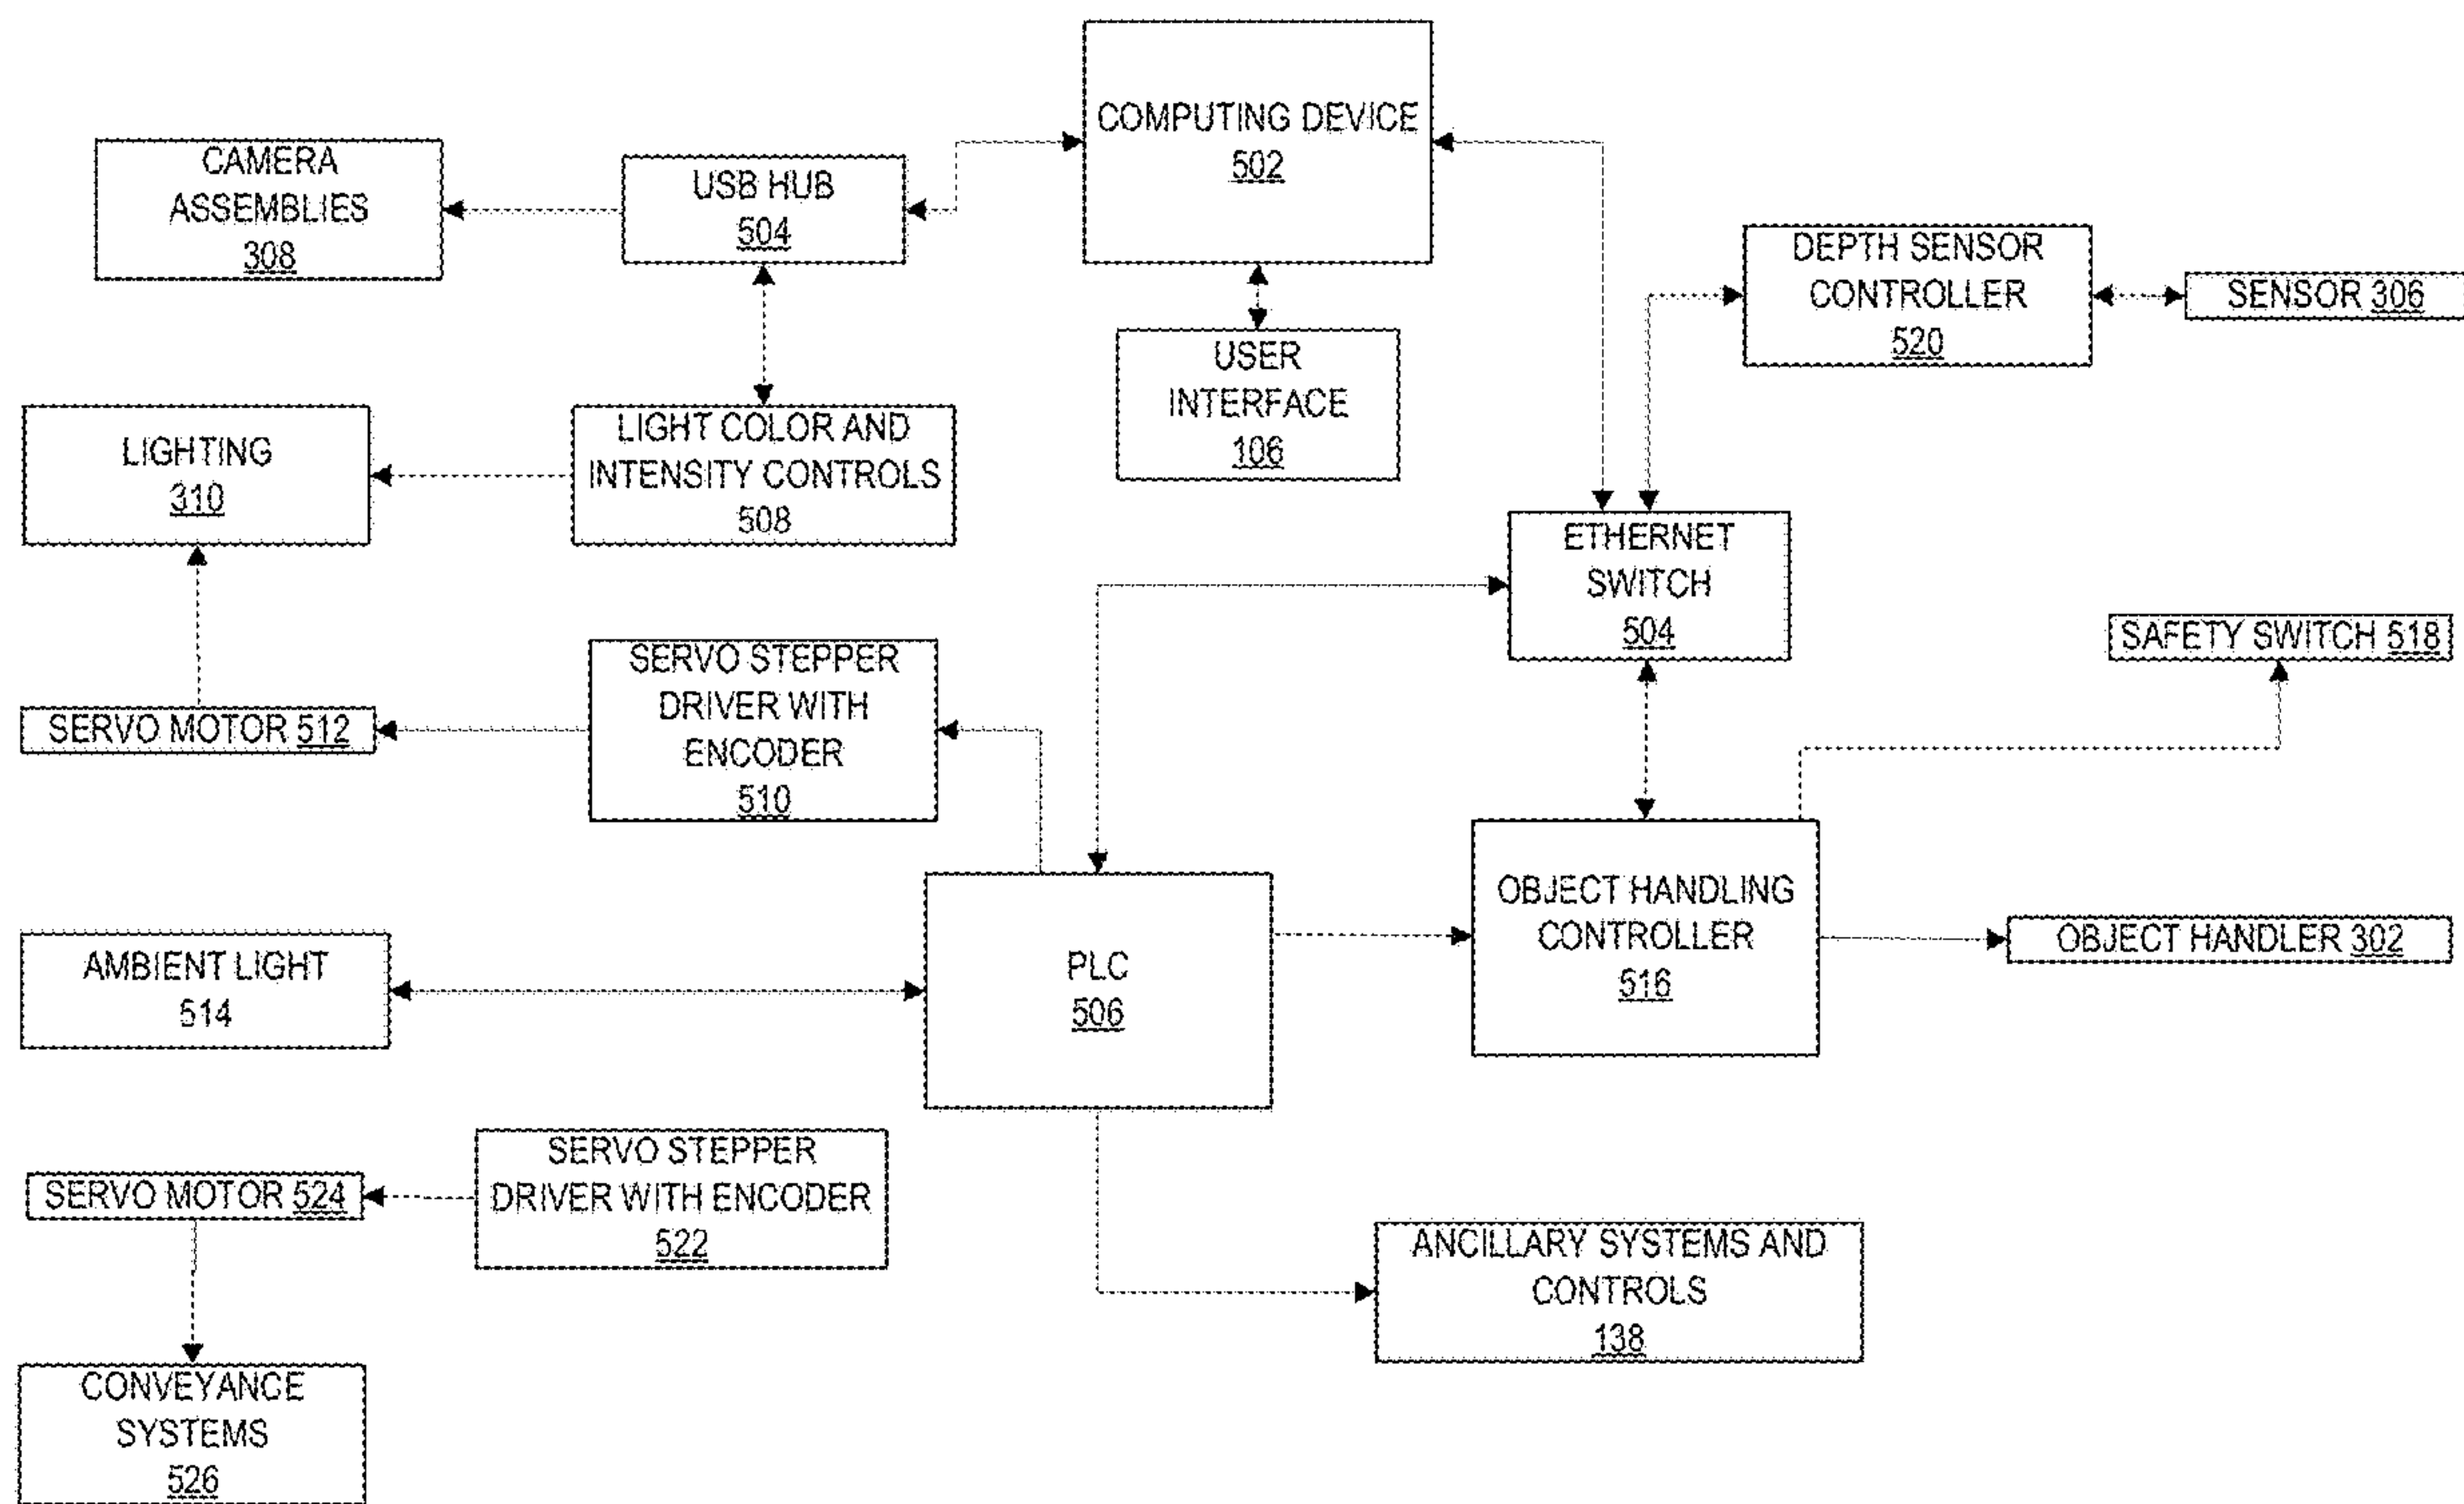 COMPUTING DEVICE
502
CAMERA
ASSEMBLIES
308
USB HUB
504
DEPTH SENSOR
CONTROLLER
520
SENSOR 306
USER
INTERFACE
106
LIGHTING
310
LIGHT COLOR AND
INTENSITY CONTROLS
508
ETHERNET
SWITCH
504
SAFETY SWITCH 518
SERVO STEPPER
DRIVER WITH
ENCODER
510
SERVO MOTOR 512
OBJECT HANDLING
CONTROLLER
516
OBJECT HANDLER 302
AMBIENT LIGHT
514
PLC
506
SERVO STEPPER
DRIVER WITH ENCODER
522
SERVO MOTOR 524
ANCILLARY SYSTEMS AND
CONTROLS
138
CONVEYANCE
SYSTEMS
526